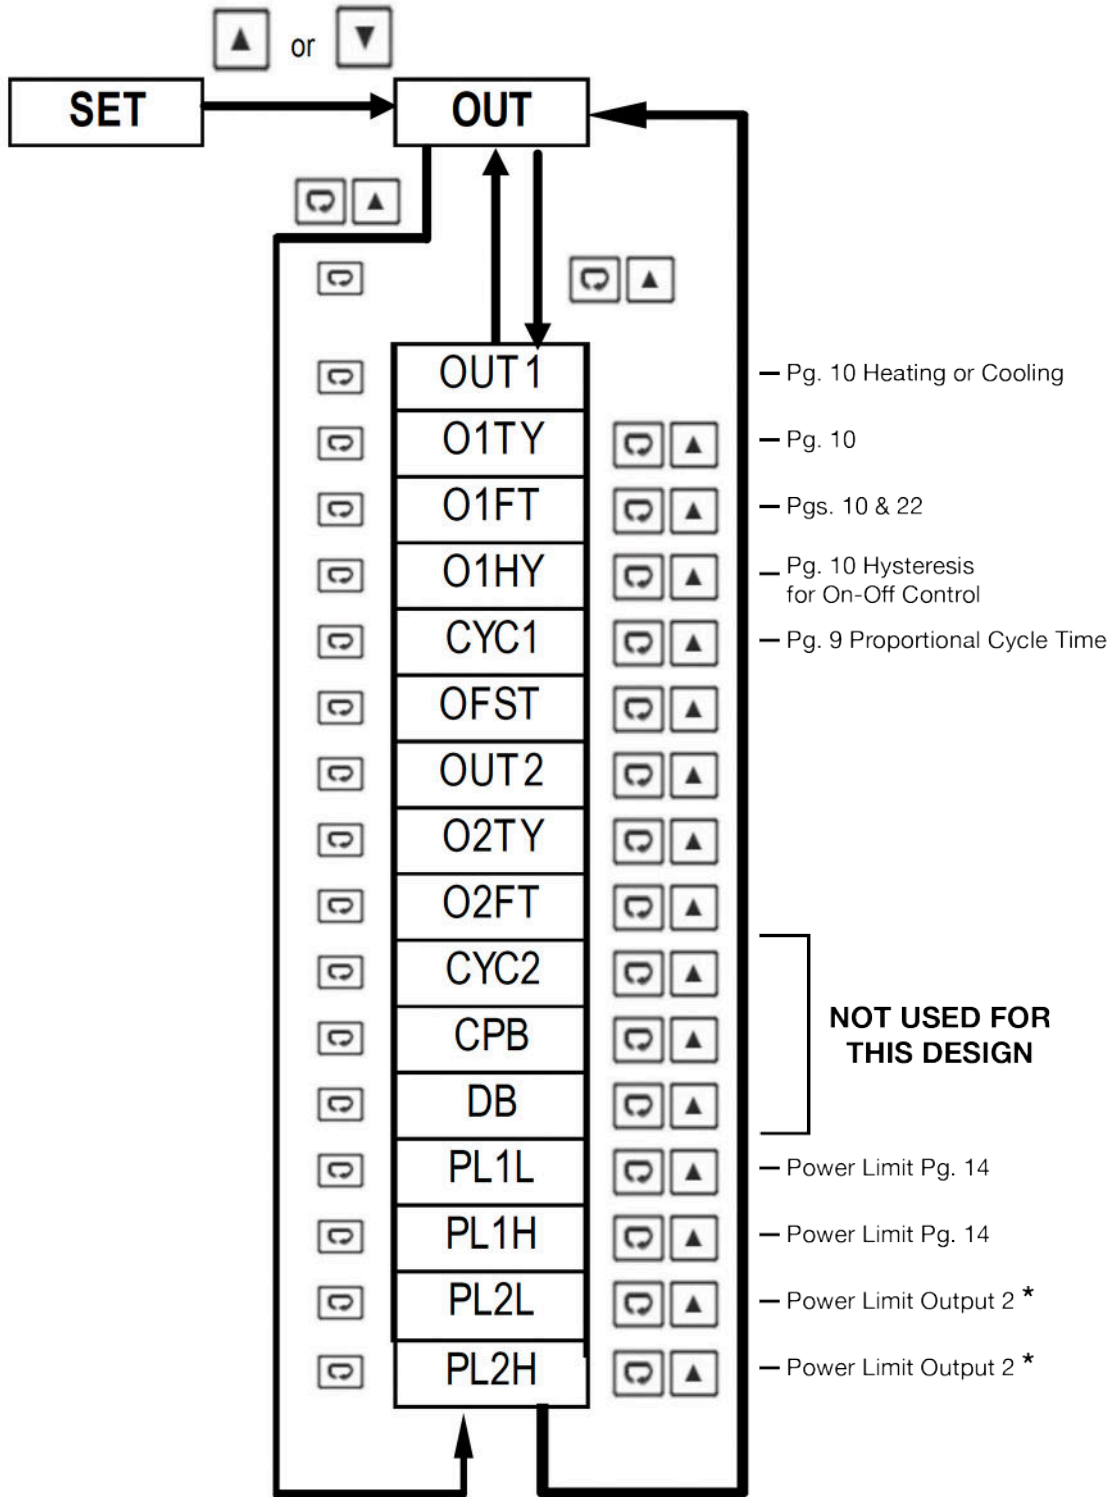 or
SET
OUT
OUT1
Pg. 10 Heating or Cooling
O1TY
Pg. 10
O1FT
Pgs. 10 & 22
O1HY
Pg. 10 Hysteresis
for On-Off Control
CYC1
Pg. 9 Proportional Cycle Time
OFST
OUT2
O2TY
O2FT
CYC2
CPB
NOT USED FOR
THIS DESIGN
DB
PL1L
Power Limit Pg. 14
PL1H
Power Limit Pg. 14
PL2L
Power Limit Output 2 *
PL2H
Power Limit Output 2 *